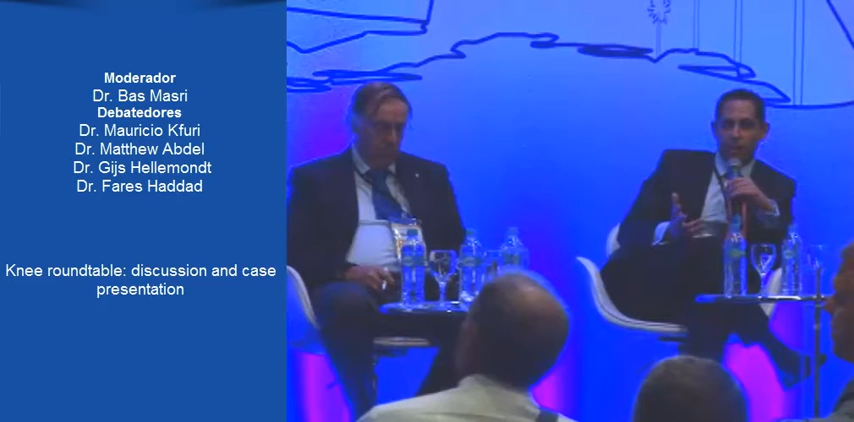 Moderador
Dr. Bas Masri
Debatedores
Dr. Mauricio Kfuri
Dr. Matthew Abdel
Dr. Gijs Hellemondt
Dr. Fares Haddad
Knee roundtable: discussion and case
presentation